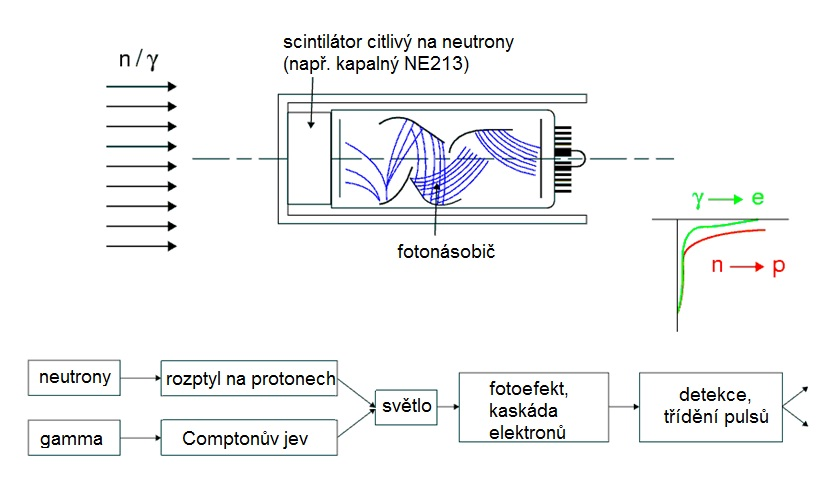 scintilátor citlivý na neutrony
(např. kapalný NE213)
n / γ
fotonásobič
γ → e
n → p
neutrony
rozptyl na protonech
gamma
Comptonův jev
světlo
fotoefekt,
kaskáda
elektronů
detekce,
třídění pulsů